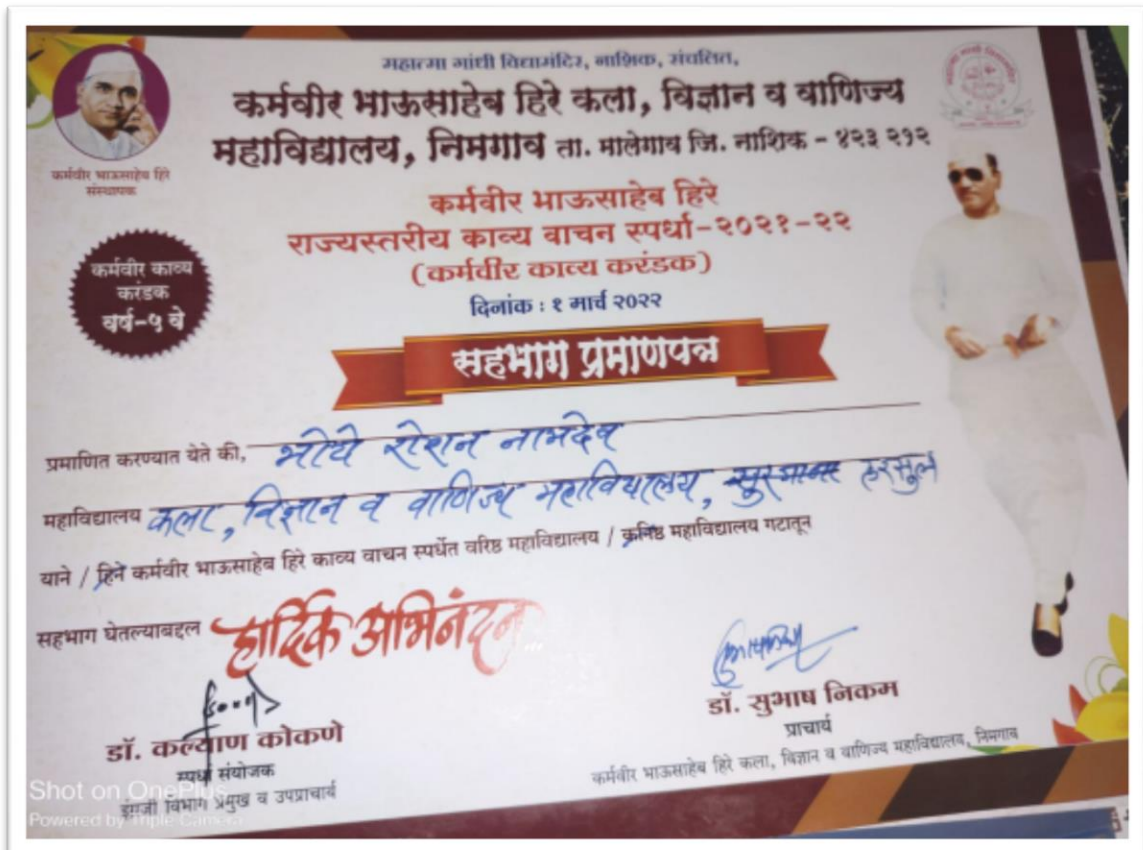 महात्मा गांधी विद्यामंदिर, नाशिक, संचलित,
कर्मवीर भाऊसाहेब हिरे कला, विज्ञान व वाणिज्य
महाविद्यालय, निमगाव ता. मालेगाव जि. नाशिक - ४२३ २१२
कर्मवीर भाऊसाहेब हिरे
संस्थापक
कर्मवीर भाऊसाहेब हिरे
राज्यस्तरीय काव्य वाचन स्पर्धा-२०२१-२२
(कर्मवीर काव्य करंडक)
दिनांक : १ मार्च २०२२
कर्मवीर काव्य
करंडक
वर्ष-५ वे
सहभाग प्रमाणपत्र
प्रमाणित करण्यात येते की, भोये रोशन नामदेव
महाविद्यालय कला, विज्ञान व वाणिज्य महाविद्यालय, हरसुल
याने / हिने कर्मवीर भाऊसाहेब हिरे काव्य वाचन स्पर्धेत वरिष्ठ महाविद्यालय / कनिष्ठ महाविद्यालय गटातून
सहभाग घेतल्याबद्दल हार्दिक अभिनंदन...
डॉ. कल्याण कोकणे
स्पर्धा संयोजक
इंग्रजी विभाग प्रमुख व उपप्राचार्य
डॉ. सुभाष निकम
प्राचार्य
कर्मवीर भाऊसाहेब हिरे कला, विज्ञान व वाणिज्य महाविद्यालय, निमगाव
Shot on OnePlus
Powered by Triple Camera